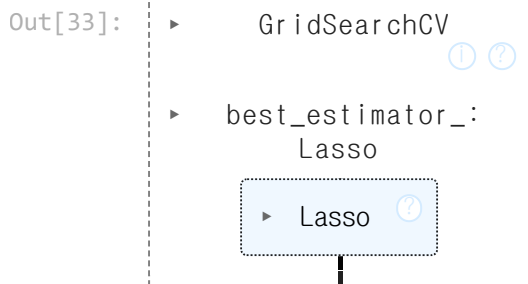 Out[33]:
▸ GridSearchCV
i ?
▸ best_estimator_:
Lasso
▸ Lasso ?